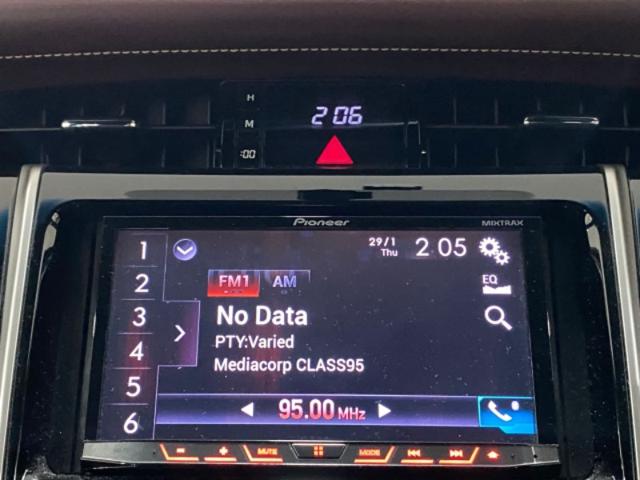 H
M
:00
2 06
Pioneer
MIXTRAX
1
2
3
4
5
6
29/1
Thu
2.05
FM1 AM
EQ
No Data
PTY:Varied
Mediacorp CLASS95
95.00 MHz
MUTE
MODE